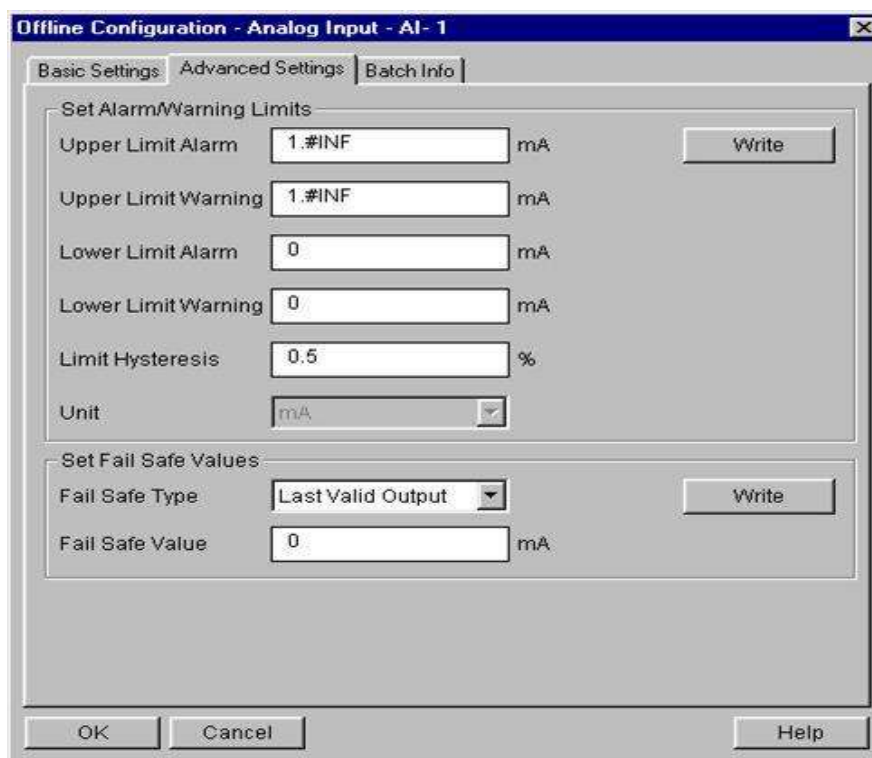 Offline Configuration - Analog Input - AI- 1
Basic Settings Advanced Settings Batch Info
Set Alarm/Warning Limits
Upper Limit Alarm 1.#INF mA Write
Upper Limit Warning 1.#INF mA
Lower Limit Alarm 0 mA
Lower Limit Warning 0 mA
Limit Hysteresis 0.5 %
Unit mA
Set Fail Safe Values
Fail Safe Type Last Valid Output Write
Fail Safe Value 0 mA
OK Cancel Help